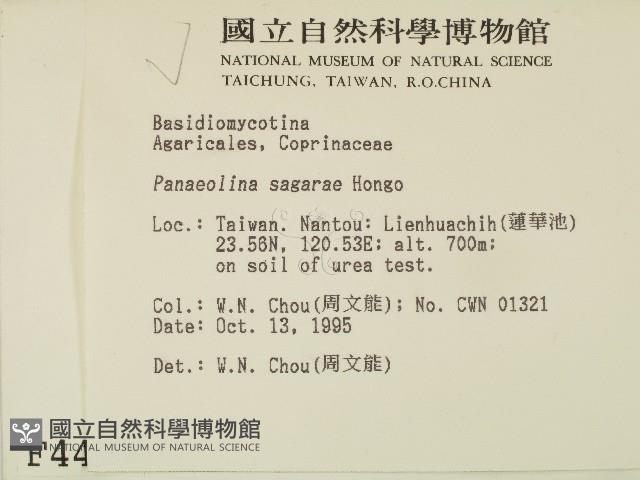 國立自然科學博物館
NATIONAL MUSEUM OF NATURAL SCIENCE
TAICHUNG, TAIWAN, R.O.CHINA
Basidiomycotina
Agaricales, Coprinaceae
Panaeolina sagarae Hongo
Loc.: Taiwan. Nantou: Lienhuachih(蓮華池)
23.56N, 120.53E; alt. 700m;
on soil of urea test.
Col.: W.N. Chou(周文能); No. CWN 01321
Date: Oct. 13, 1995
Det.: W.N. Chou(周文能)
國立自然科學博物館
NATIONAL MUSEUM OF NATURAL SCIENCE
F44